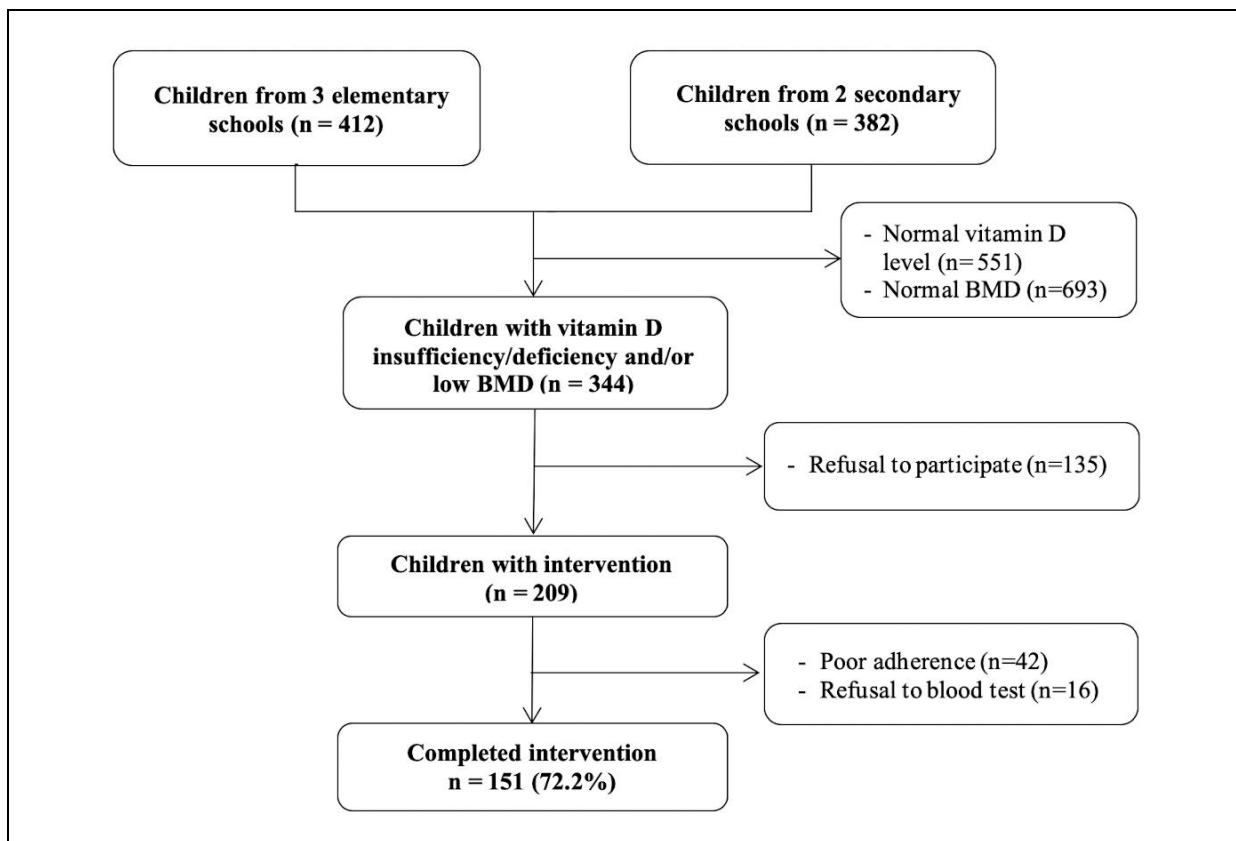 Children from 3 elementary
schools (n = 412)
Children from 2 secondary
schools (n = 382)
- Normal vitamin D
level (n=551)
- Normal BMD (n=693)
Children with vitamin D
insufficiency/deficiency and/or
low BMD (n = 344)
- Refusal to participate (n=135)
Children with intervention
(n = 209)
- Poor adherence (n=42)
- Refusal to blood test (n=16)
Completed intervention
n = 151 (72.2%)